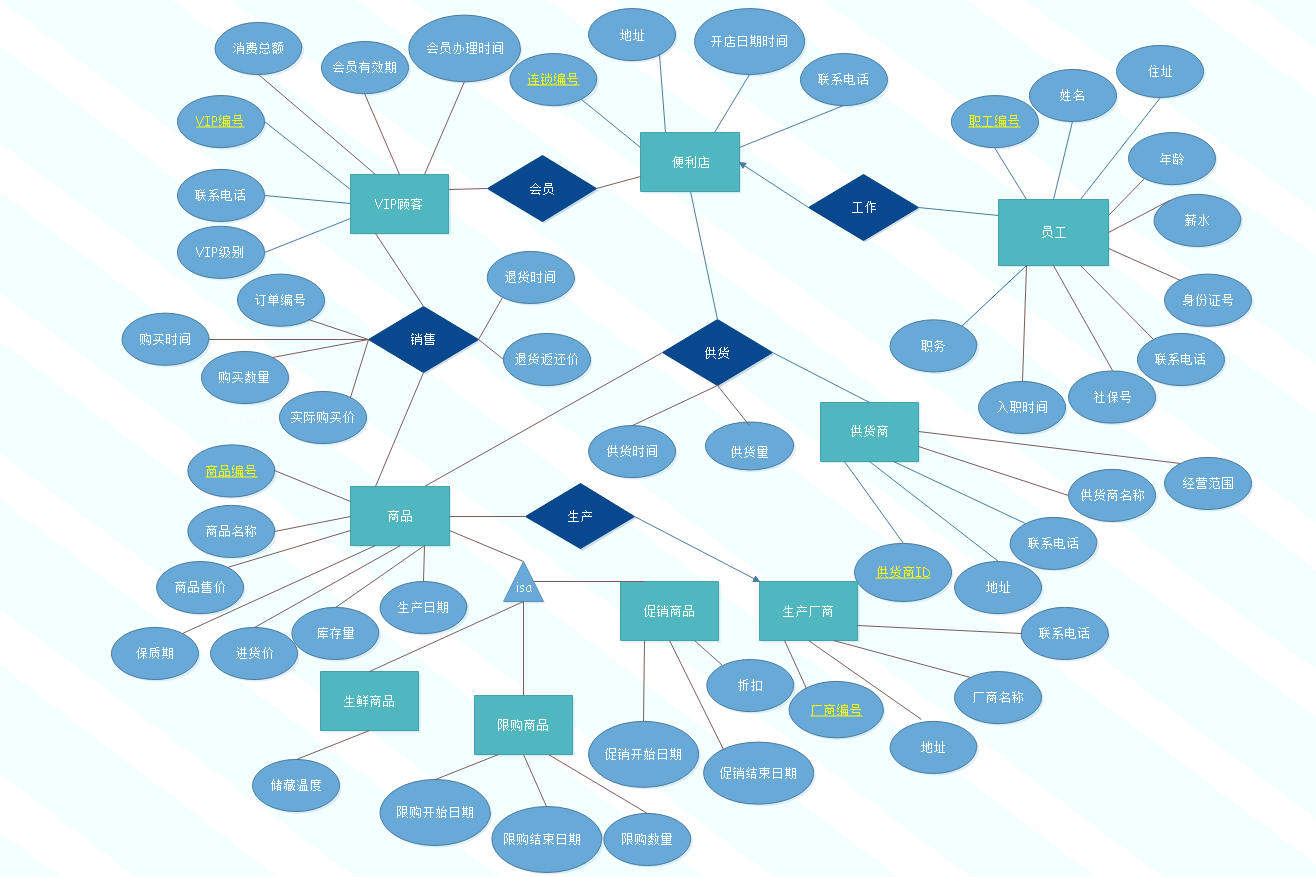 消费总额
会员有效期
会员办理时间
VIP编号
联系电话
VIP级别
VIP顾客
会员
连锁编号
地址
开店日期时间
联系电话
便利店
工作
职工编号
姓名
住址
年龄
薪水
员工
身份证号
联系电话
社保号
入职时间
职务
订单编号
购买时间
购买数量
实际购买价
销售
退货时间
退货返还价
供货
供货时间
供货量
供货商
经营范围
供货商名称
联系电话
地址
供货商ID
商品编号
商品名称
商品售价
保质期
进货价
库存量
生产日期
商品
生产
isa
促销商品
生产厂商
联系电话
厂商名称
地址
厂商编号
折扣
促销开始日期
促销结束日期
生鲜商品
储藏温度
限购商品
限购开始日期
限购结束日期
限购数量